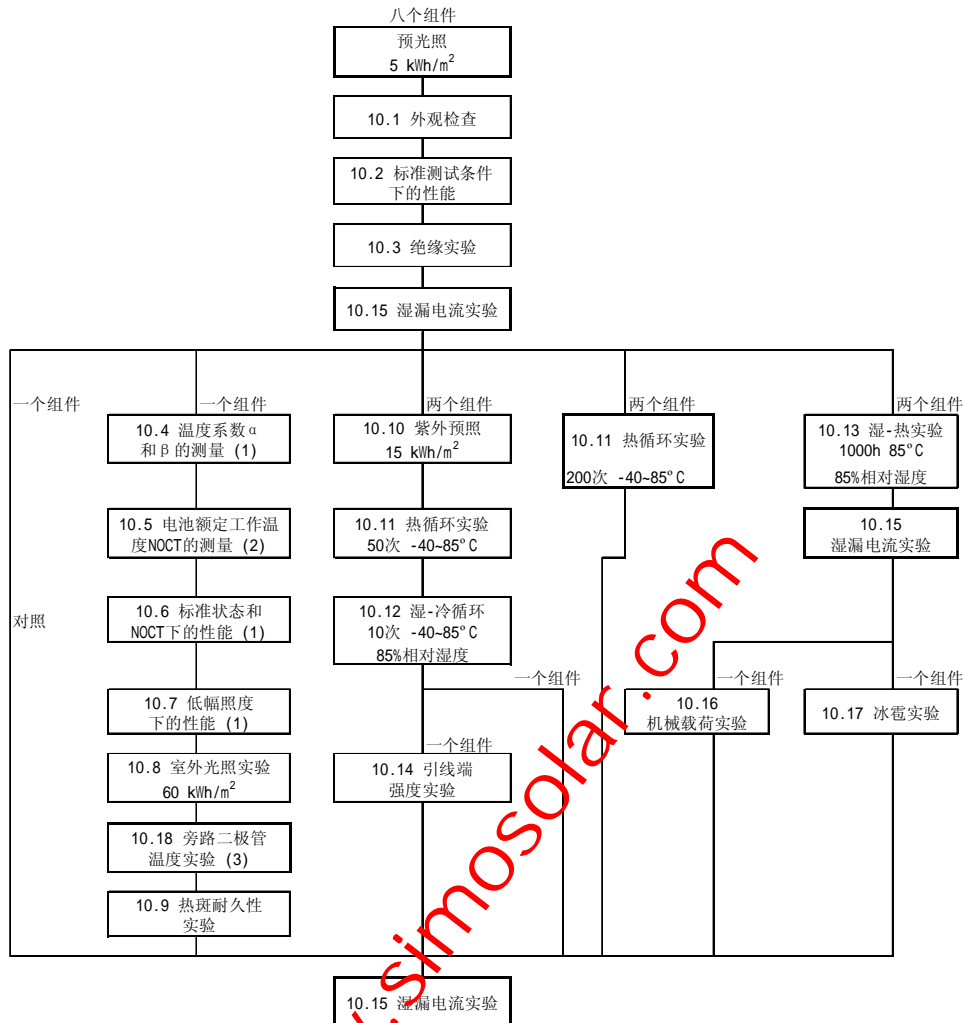 八个组件
预光照
5 kWh/m²
10.1 外观检查
10.2 标准测试条件
下的性能
10.3 绝缘实验
10.15 湿漏电流实验
一个组件
对照
一个组件
10.4 温度系数α
和β的测量 (1)
10.5 电池额定工作温
度NOCT的测量 (2)
10.6 标准状态和
NOCT下的性能 (1)
10.7 低幅照度
下的性能 (1)
10.8 室外光照实验
60 kWh/m²
10.18 旁路二极管
温度实验 (3)
10.9 热斑耐久性
实验
两个组件
10.10 紫外预照
15 kWh/m²
10.11 热循环实验
50次 -40~85°C
10.12 湿-冷循环
10次 -40~85°C
85%相对湿度
一个组件
一个组件
10.14 引线端
强度实验
两个组件
10.11 热循环实验
200次 -40~85°C
两个组件
10.13 湿-热实验
1000h 85°C
85%相对湿度
10.15
湿漏电流实验
一个组件
10.16
机械载荷实验
一个组件
10.17 冰雹实验
10.15 湿漏电流实验
.simosolar.com